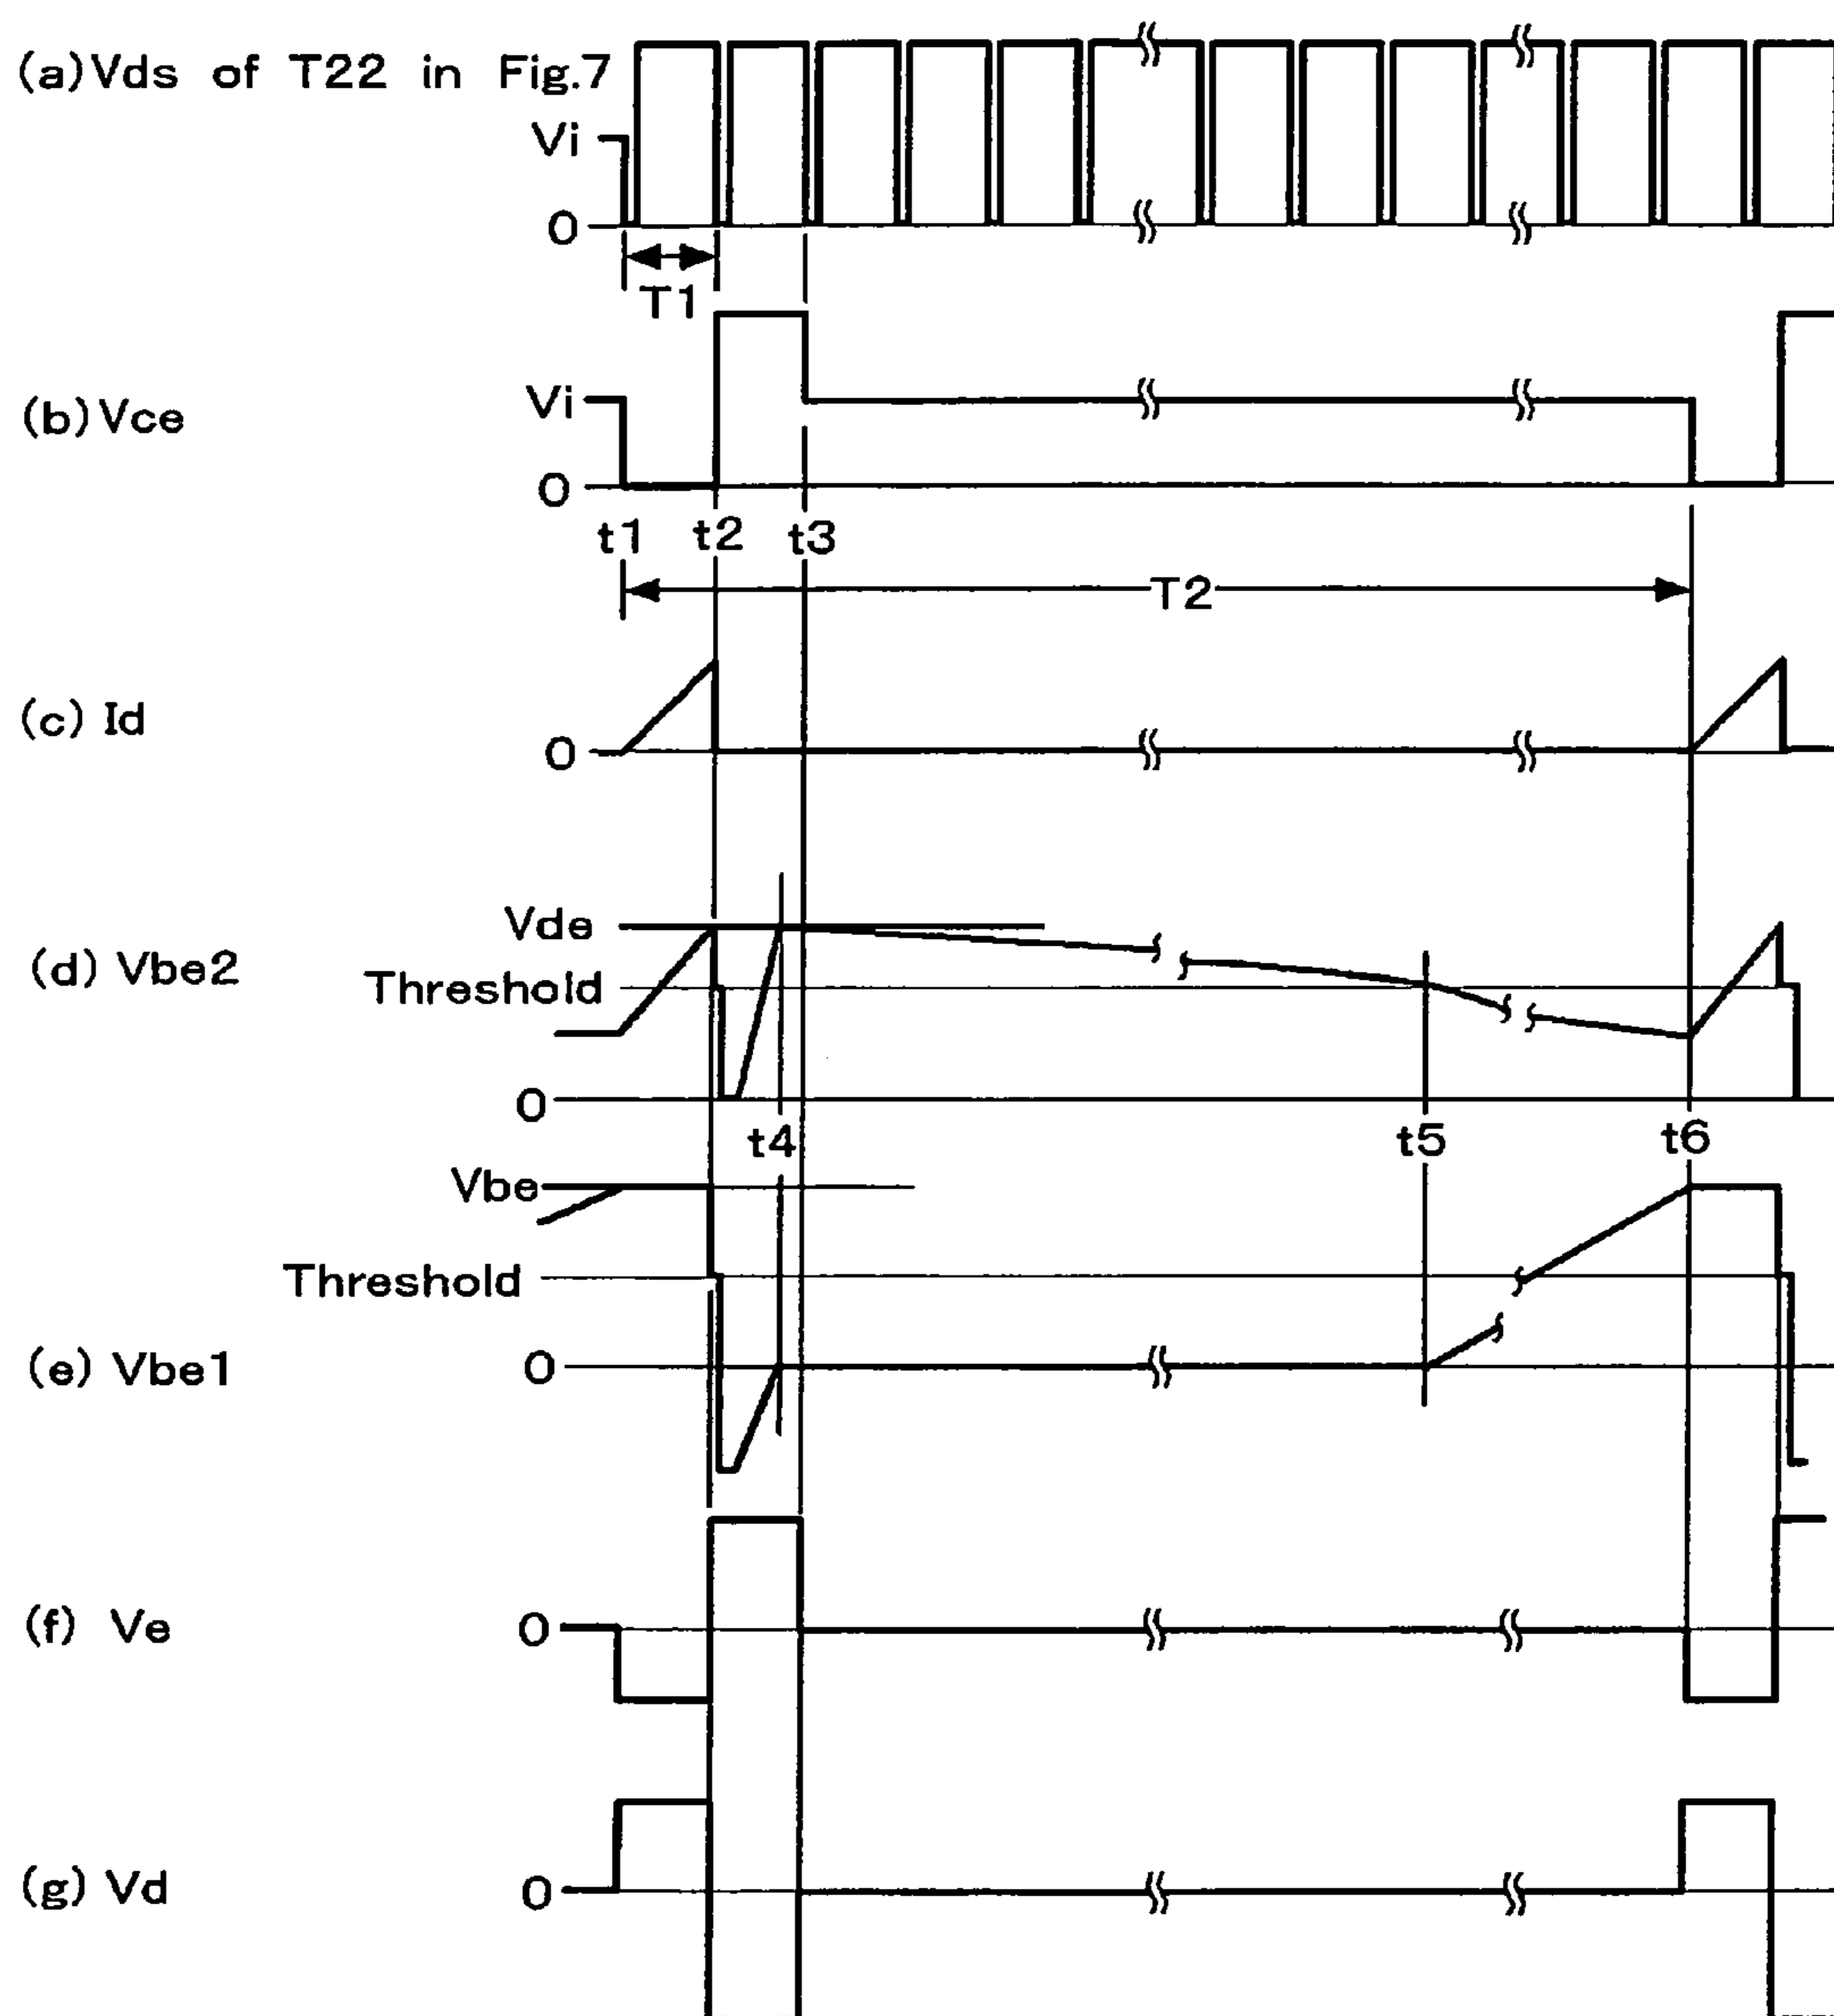 (a)Vds of T22 in Fig.7
Vi
0
T1
(b)Vce
Vi
0
t1 t2 t3
T2
(c) Id
0
(d) Vbe2
Vde
Threshold
0
t4 t5 t6
Vbe
Threshold
(e) Vbe1
0
(f) Ve
0
(g) Vd
0